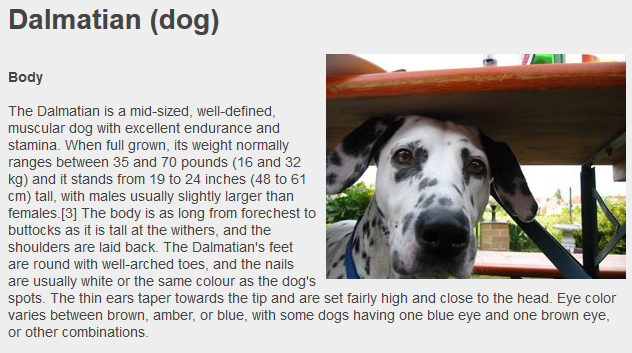 Dalmatian (dog)
Body
The Dalmatian is a mid-sized, well-defined,
muscular dog with excellent endurance and
stamina. When full grown, its weight normally
ranges between 35 and 70 pounds (16 and 32
kg) and it stands from 19 to 24 inches (48 to 61
cm) tall, with males usually slightly larger than
females.[3] The body is as long from forechest to
buttocks as it is tall at the withers, and the
shoulders are laid back. The Dalmatian's feet
are round with well-arched toes, and the nails
are usually white or the same colour as the dog's
spots. The thin ears taper towards the tip and are set fairly high and close to the head. Eye color
varies between brown, amber, or blue, with some dogs having one blue eye and one brown eye,
or other combinations.